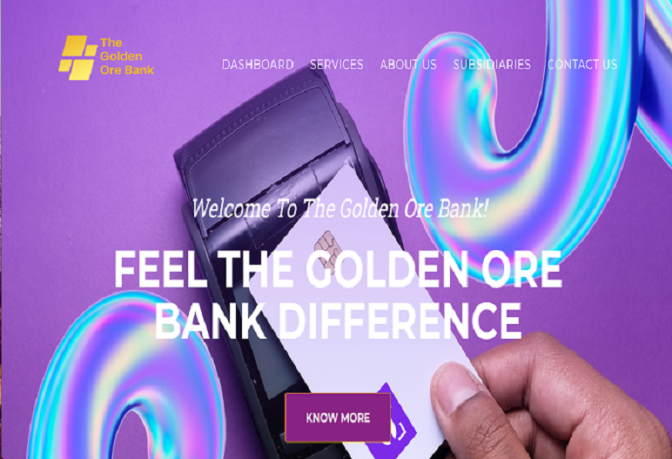 The
Golden
Ore Bank
DASHBOARD SERVICES ABOUT US SUBSIDIARIES CONTACT US
Welcome To The Golden Ore Bank!
FEEL THE GOLDEN ORE
BANK DIFFERENCE
KNOW MORE